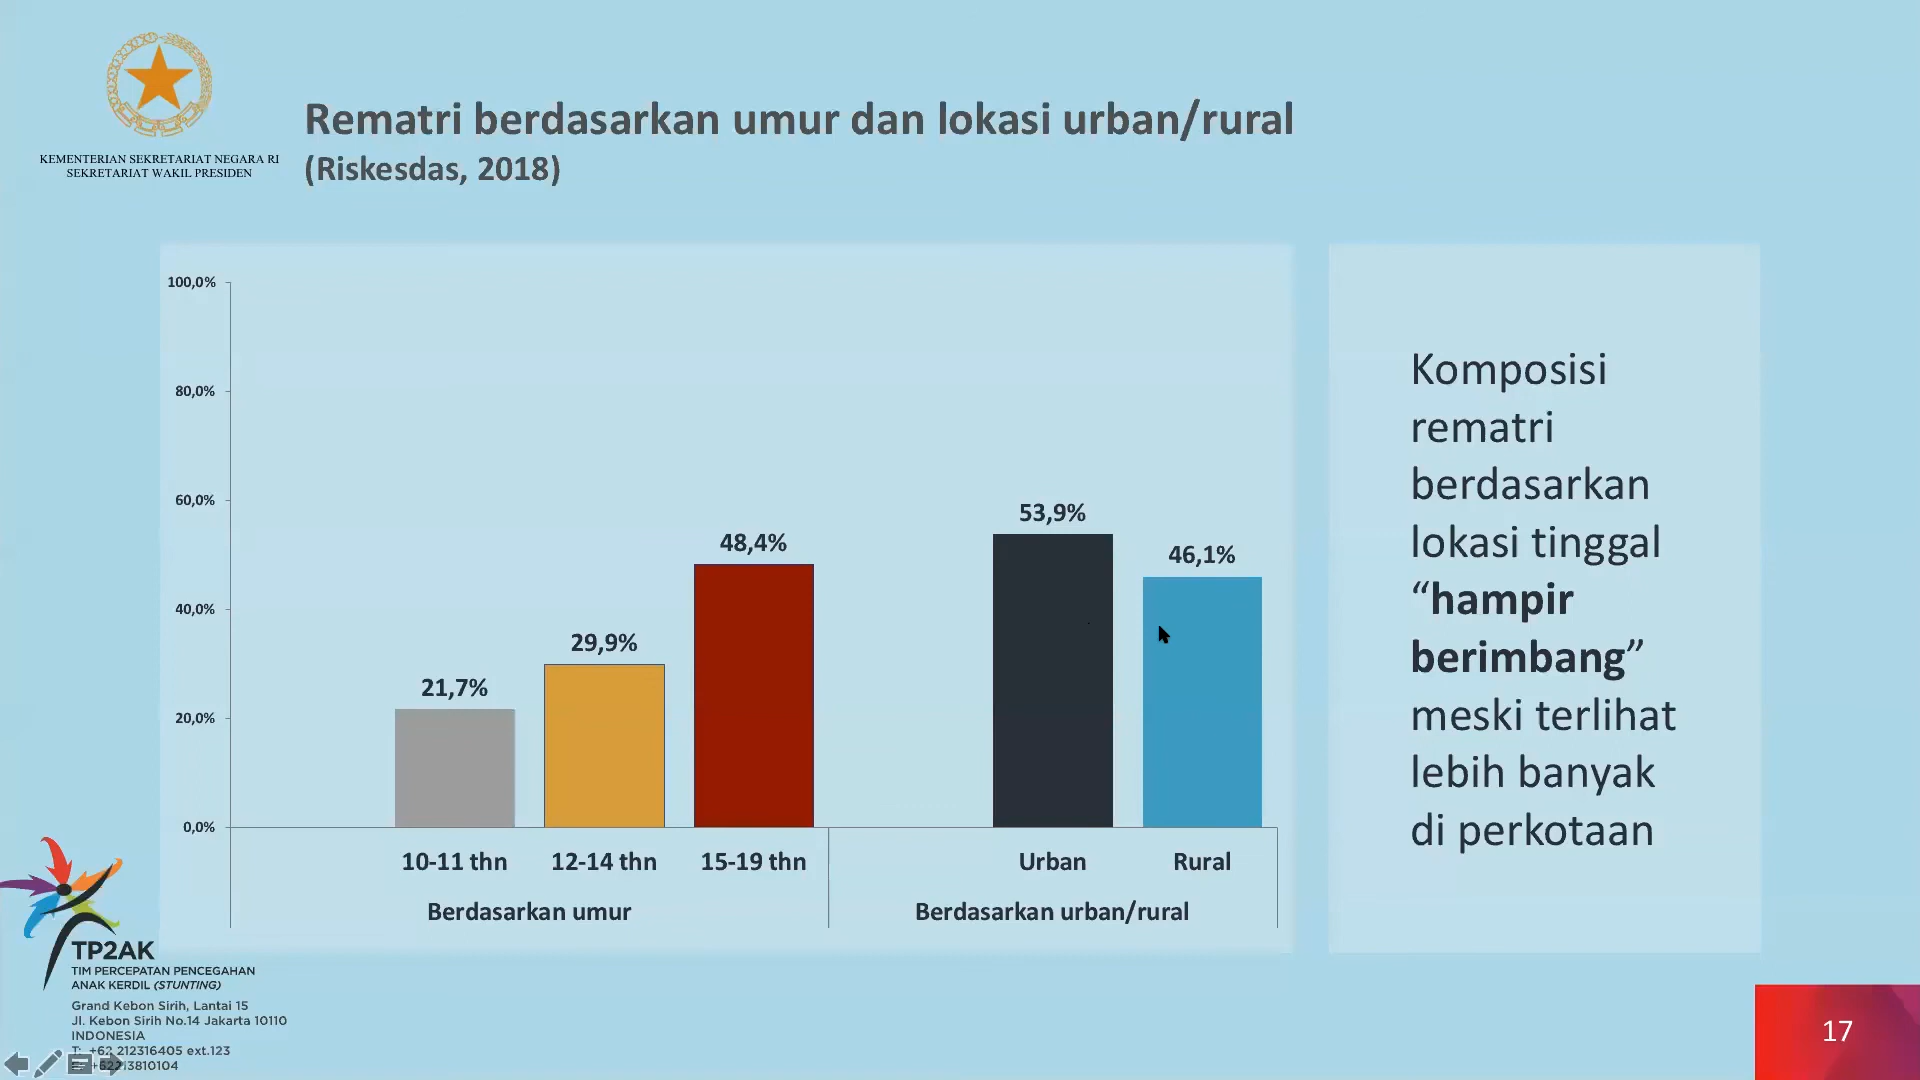 KEMENTERIAN SEKRETARIAT NEGARA RI
SEKRETARIAT WAKIL PRESIDEN
Rematri berdasarkan umur dan lokasi urban/rural
(Riskesdas, 2018)
100,0%
80,0%
60,0%
40,0%
20,0%
0,0%
21,7%
29,9%
48,4%
53,9%
46,1%
10-11 thn
12-14 thn
15-19 thn
Urban
Rural
Berdasarkan umur
Berdasarkan urban/rural
Komposisi
rematri
berdasarkan
lokasi tinggal
“hampir
berimbang”
meski terlihat
lebih banyak
di perkotaan
TP2AK
TIM PERCEPATAN PENCEGAHAN
ANAK KERDIL (STUNTING)
Grand Kebon Sirih, Lantai 15
Jl. Kebon Sirih No.14 Jakarta 10110
INDONESIA
T: +62 212316405 ext.123
17